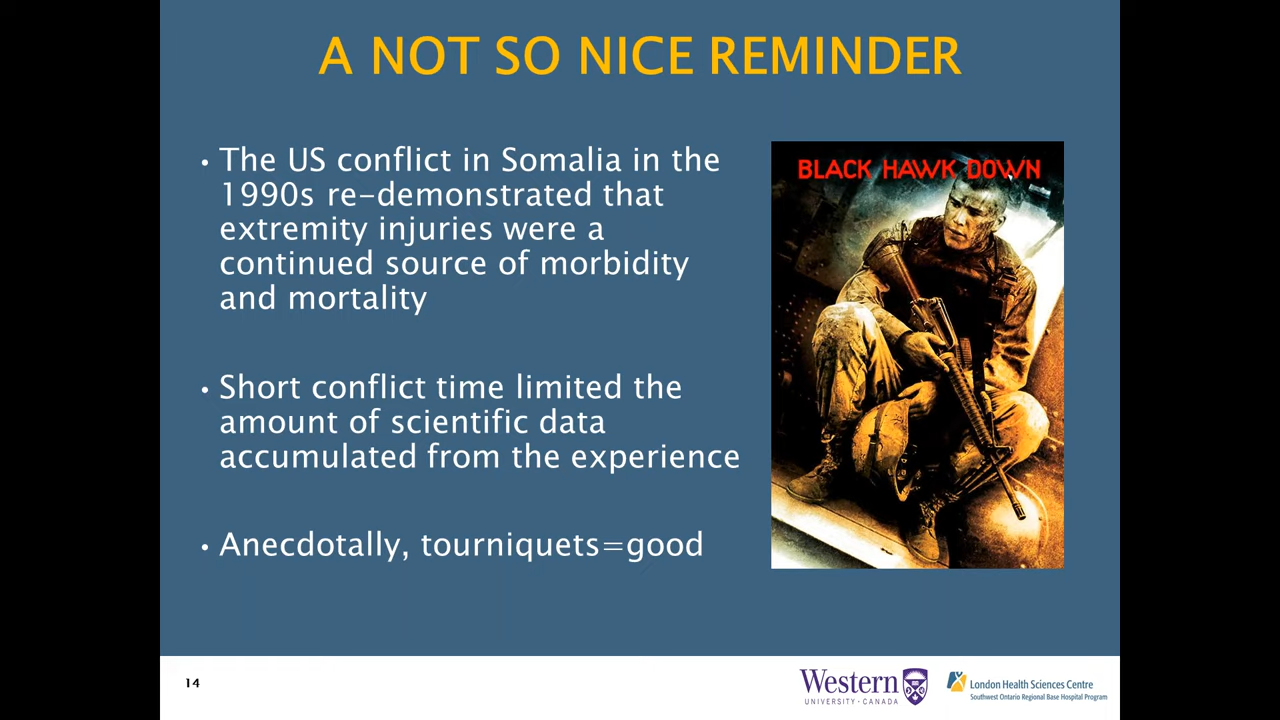 A NOT SO NICE REMINDER
• The US conflict in Somalia in the
1990s re-demonstrated that
extremity injuries were a
continued source of morbidity
and mortality
• Short conflict time limited the
amount of scientific data
accumulated from the experience
• Anecdotally, tourniquets=good
BLACK HAWK DOWN
14
Western
UNIVERSITY · CANADA
London Health Sciences Centre
Southwest Ontario Regional Base Hospital Program